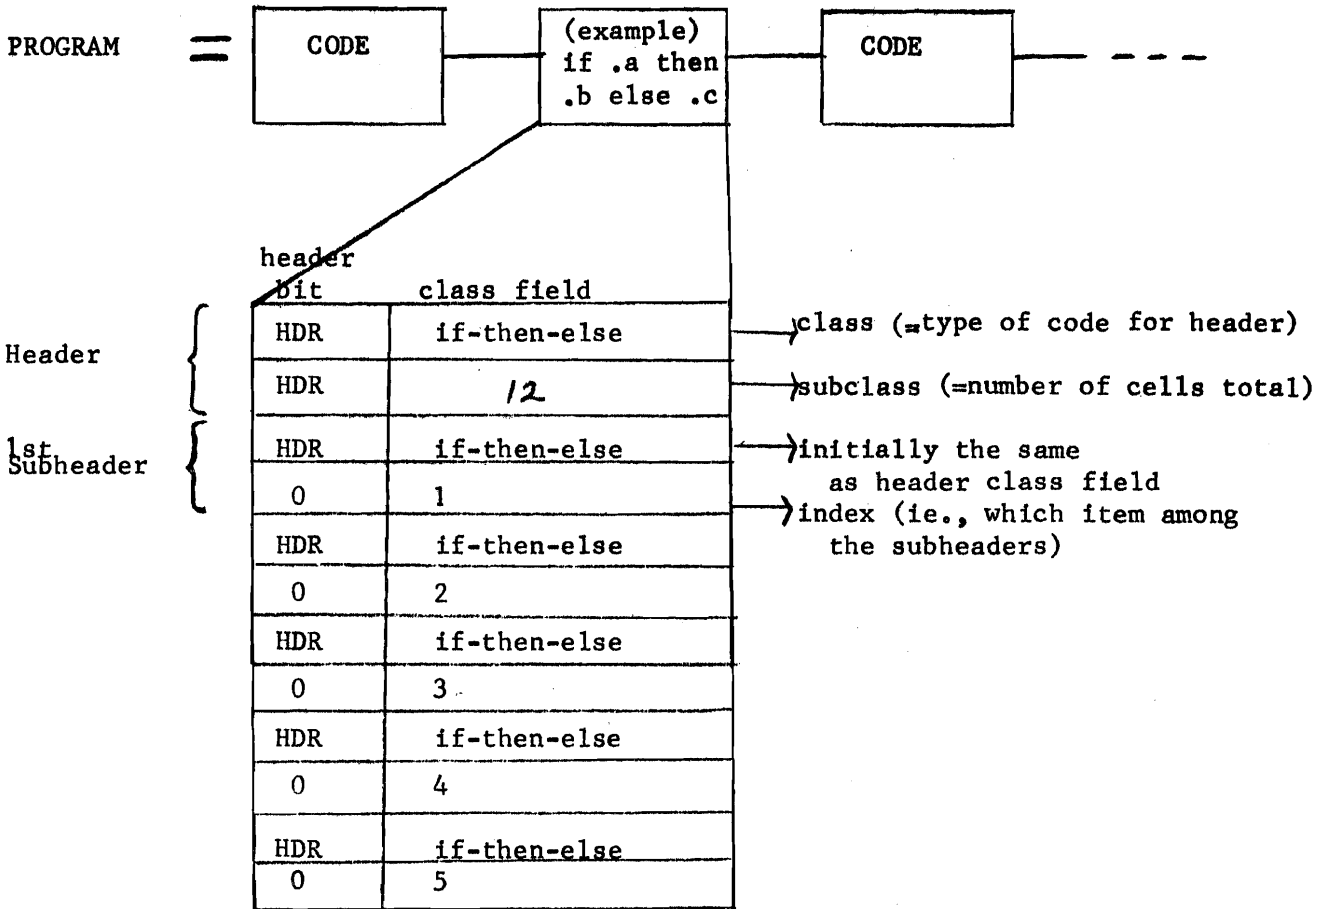 PROGRAM = CODE (example) CODE
if .a then
.b else .c
header
bit class field
HDR if-then-else class (=type of code for header)
Header
HDR 12 subclass (=number of cells total)
1st
Subheader
HDR if-then-else initially the same
as header class field
0 1 index (ie., which item among
the subheaders)
HDR if-then-else
0 2
HDR if-then-else
0 3
HDR if-then-else
0 4
HDR if-then-else
0 5